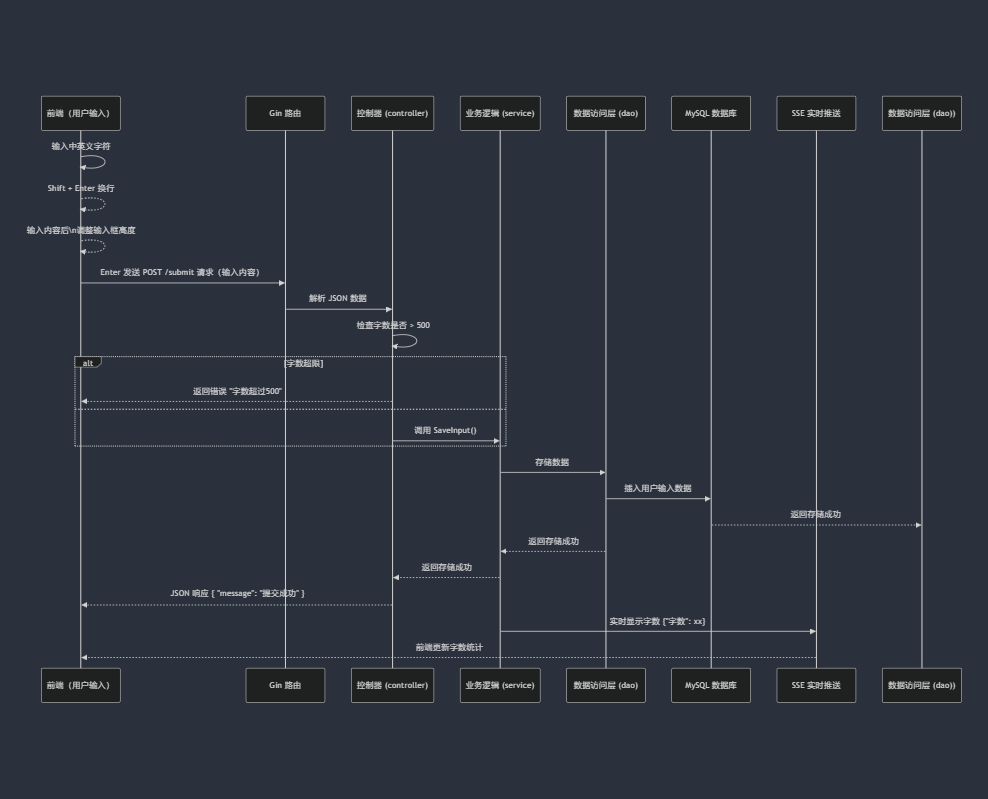 前端（用户输入）
Gin 路由
控制器 (controller)
业务逻辑 (service)
数据访问层 (dao)
MySQL 数据库
SSE 实时推送
数据访问层 (dao))
输入中英义字符
Shift + Enter 换行
输入内容后\n调整输入框高度
Enter 发送 POST /submit 请求（输入内容）
解析 JSON 数据
检查字数是否 > 500
alt
[字数超限]
返回错误 "字数超过500"
调用 SaveInput()
存储数据
插入用户输入数据
返回存储成功
返回存储成功
返回存储成功
JSON 响应 { "message": "提交成功" }
实时显示字数 {"字数": xx}
前端更新字数统计
前端（用户输入）
Gin 路由
控制器 (controller)
业务逻辑 (service)
数据访问层 (dao)
MySQL 数据库
SSE 实时推送
数据访问层 (dao))